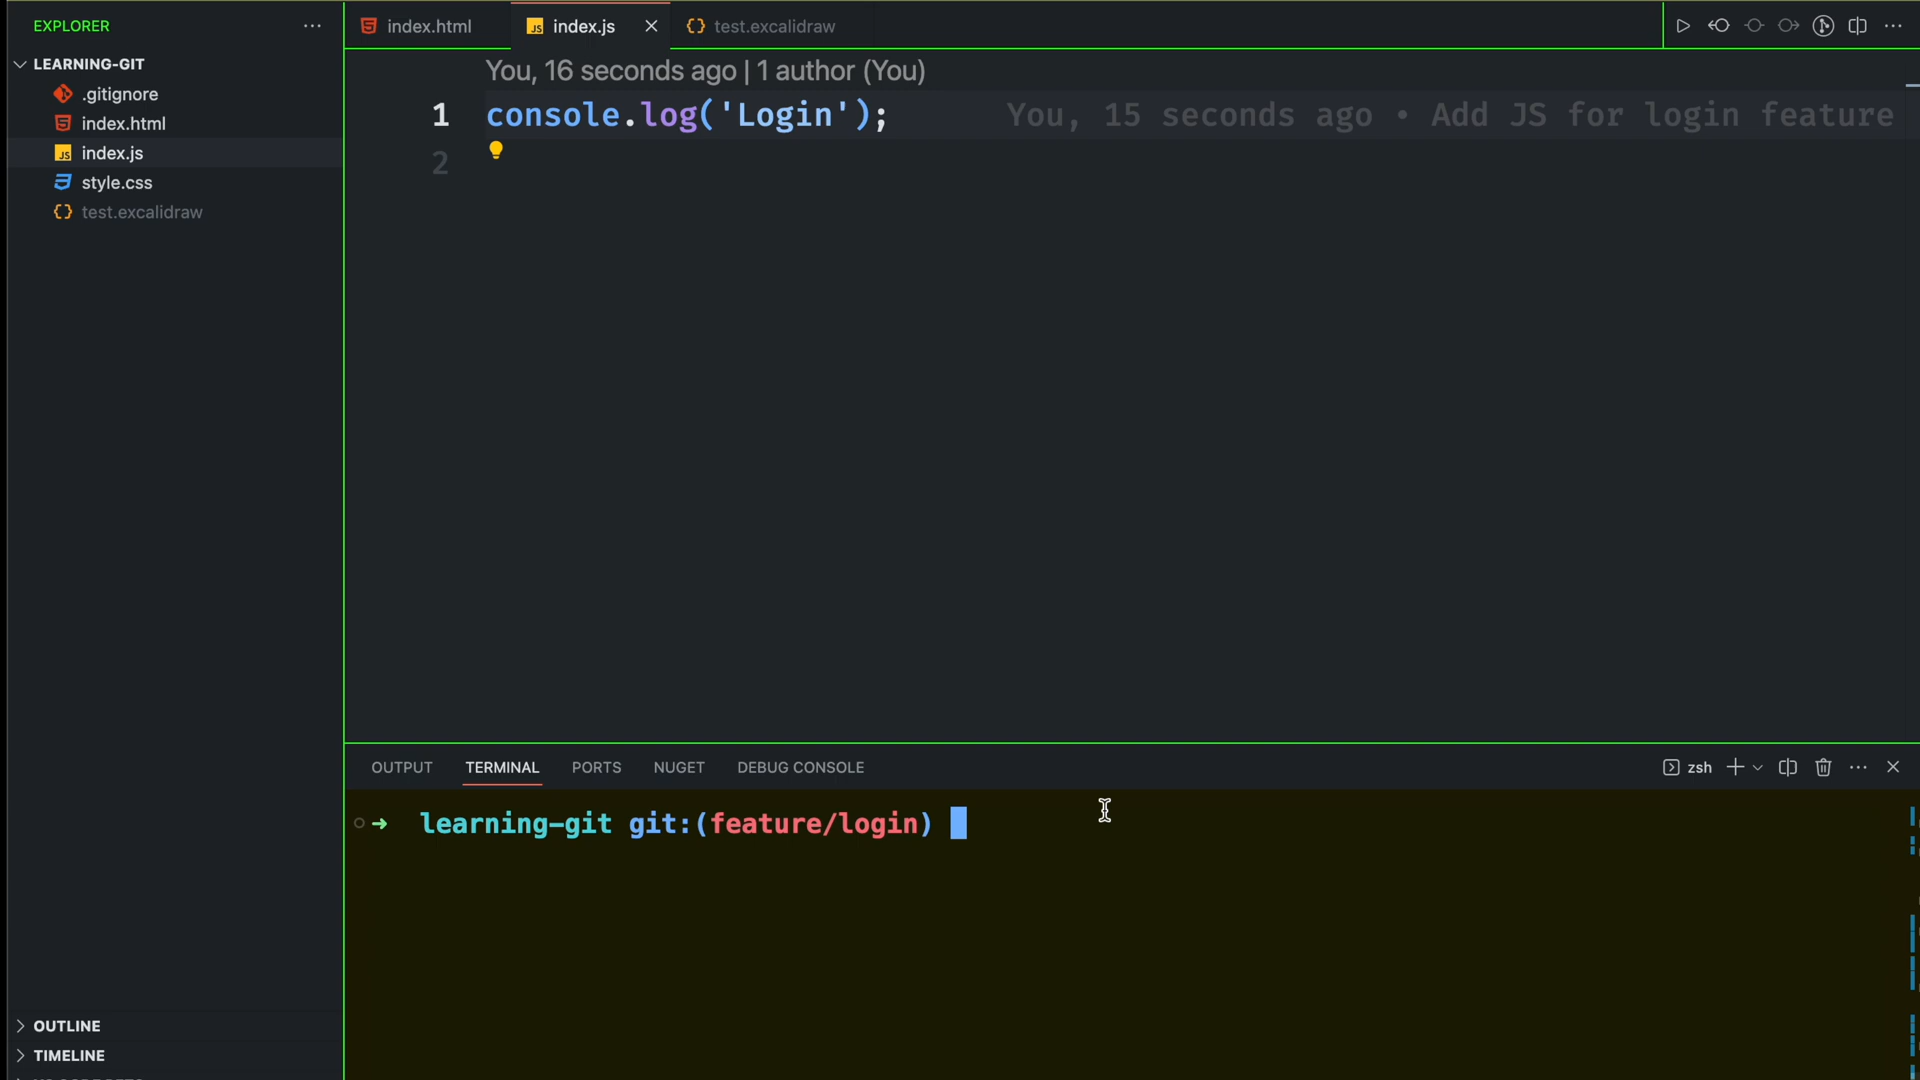 EXPLORER
LEARNING-GIT
.gitignore
index.html
index.js
style.css
test.excalidraw
OUTLINE
TIMELINE
index.html
index.js
test.excalidraw
You, 16 seconds ago | 1 author (You)
1 console.log('Login'); You, 15 seconds ago • Add JS for login feature
2
OUTPUT TERMINAL PORTS NUGET DEBUG CONSOLE
zsh
learning-git git:(feature/login)